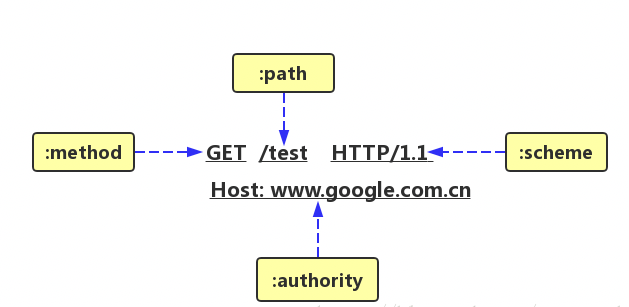 :path
:method
GET /test HTTP/1.1
:scheme
Host: www.google.com.cn
:authority